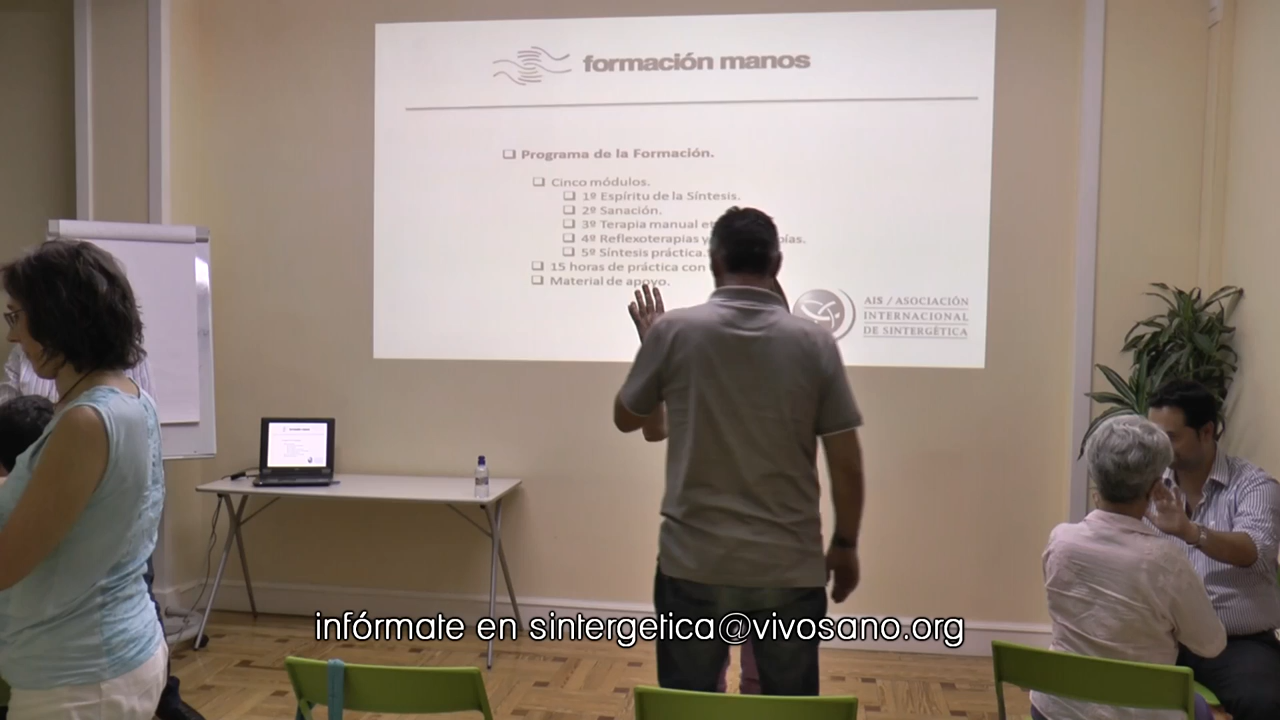 formación manos
Programa de la Formación.
Cinco módulos.
1º Espíritu de la Síntesis.
2º Sanación.
3º Terapia manual
4º Reflexoterapias
5º Síntesis práctica.
15 horas de práctica con
Material de apoyo.
AIS / ASOCIACIÓN
INTERNACIONAL
DE SINTERGÉTICA
infórmate en sintergetica@vivosano.org